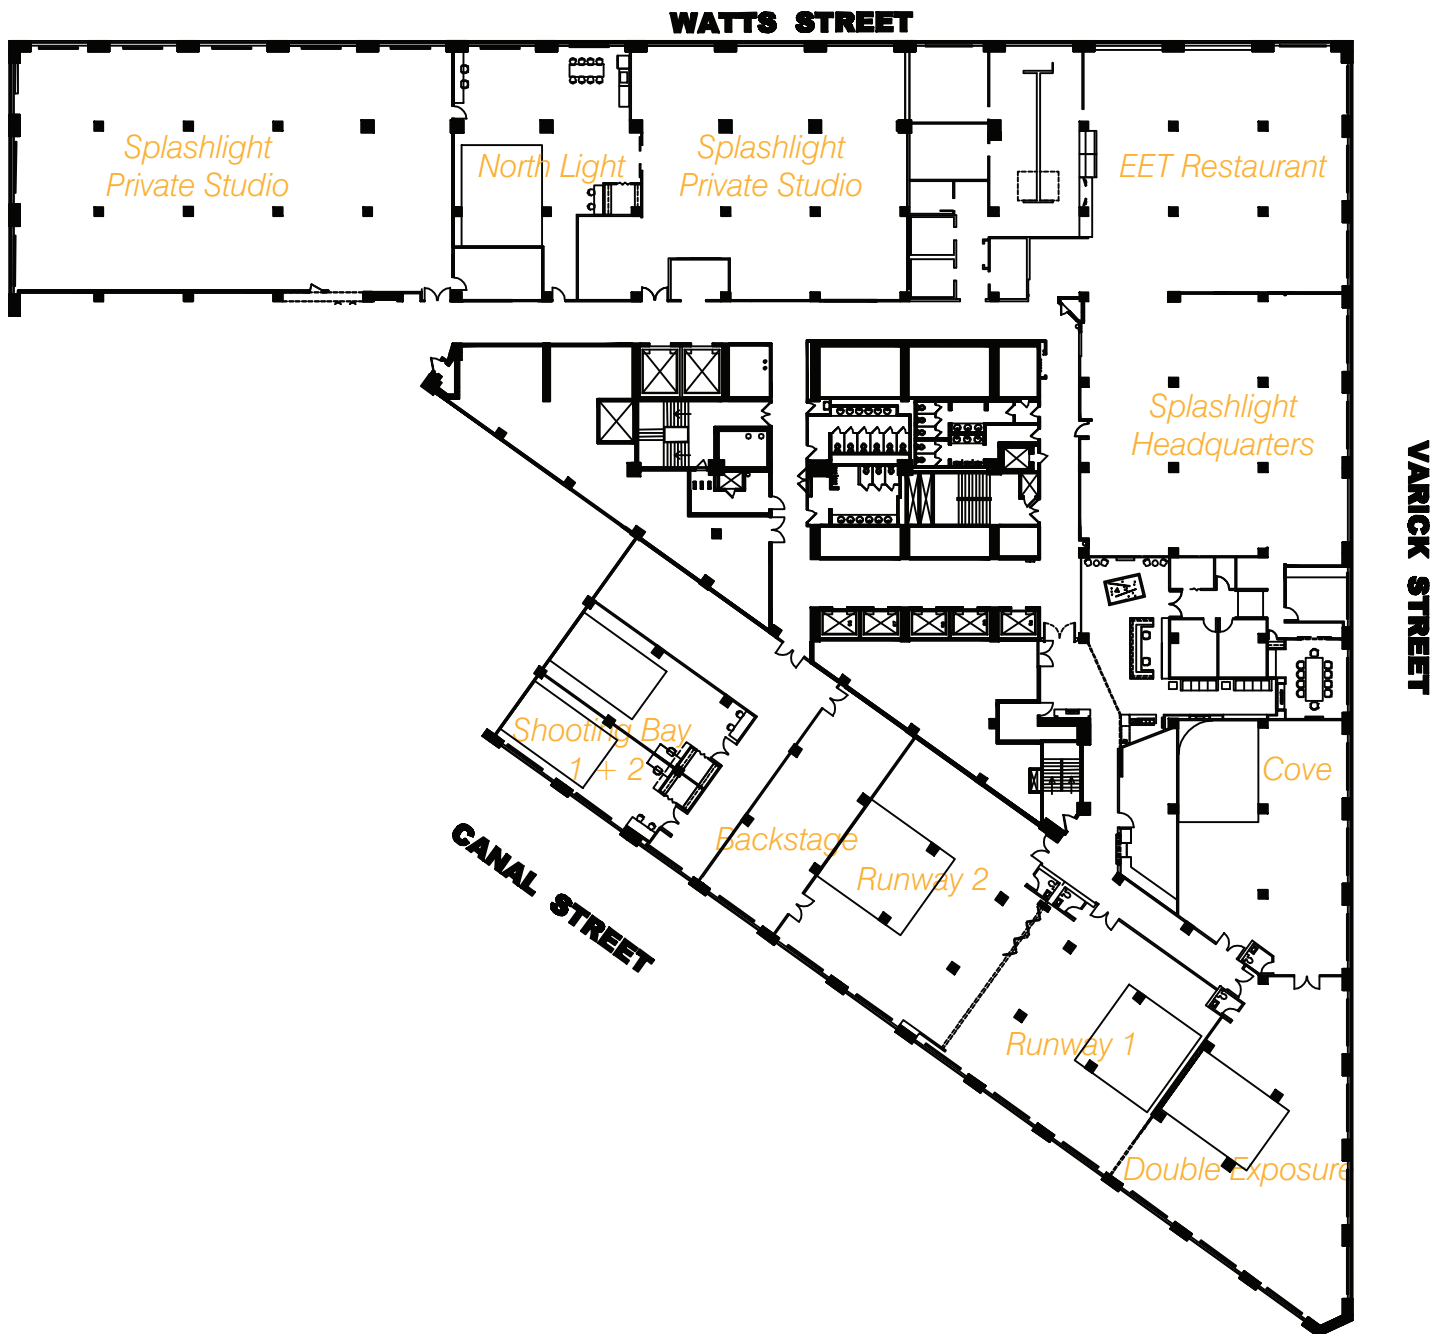 WATTS STREET
Splashlight
Private Studio
North Light
Splashlight
Private Studio
EET Restaurant
Splashlight
Headquarters
VARICK STREET
Shooting Bay
1 + 2
Cove
Backstage
Runway 2
CANAL STREET
Runway 1
Double Exposure